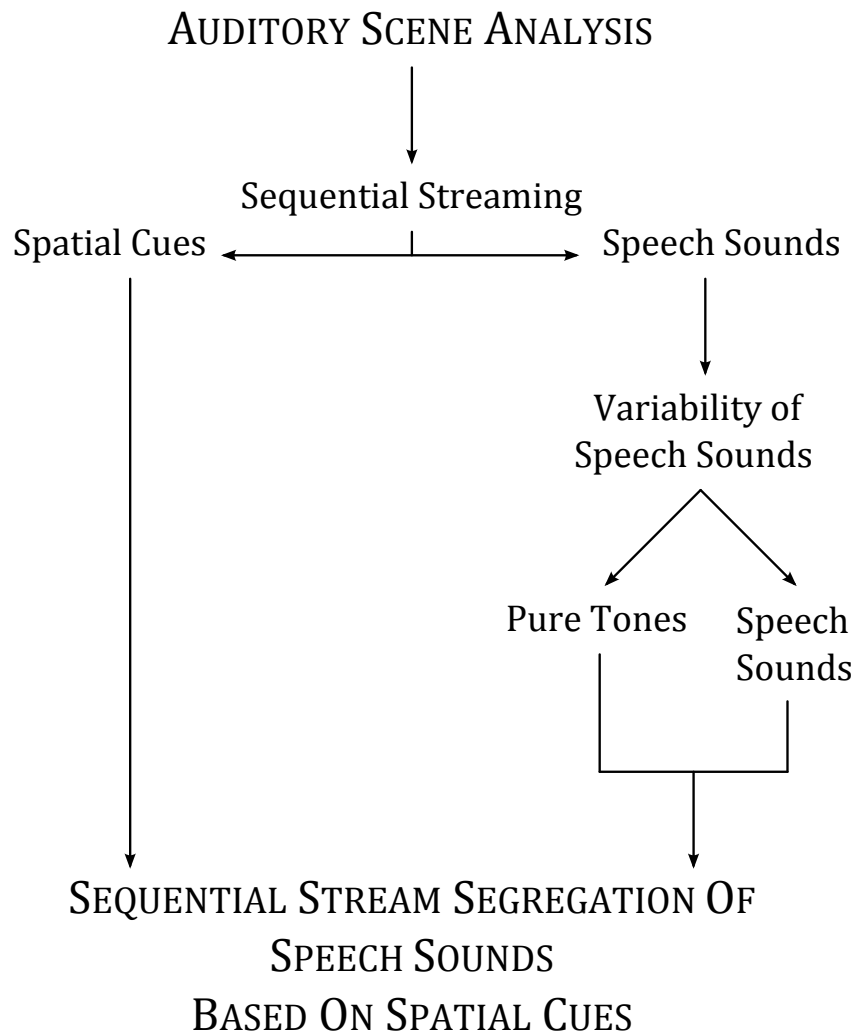 AUDITORY SCENE ANALYSIS
Sequential Streaming
Spatial Cues
Speech Sounds
Variability of
Speech Sounds
Pure Tones
Speech
Sounds
SEQUENTIAL STREAM SEGREGATION OF
SPEECH SOUNDS
BASED ON SPATIAL CUES